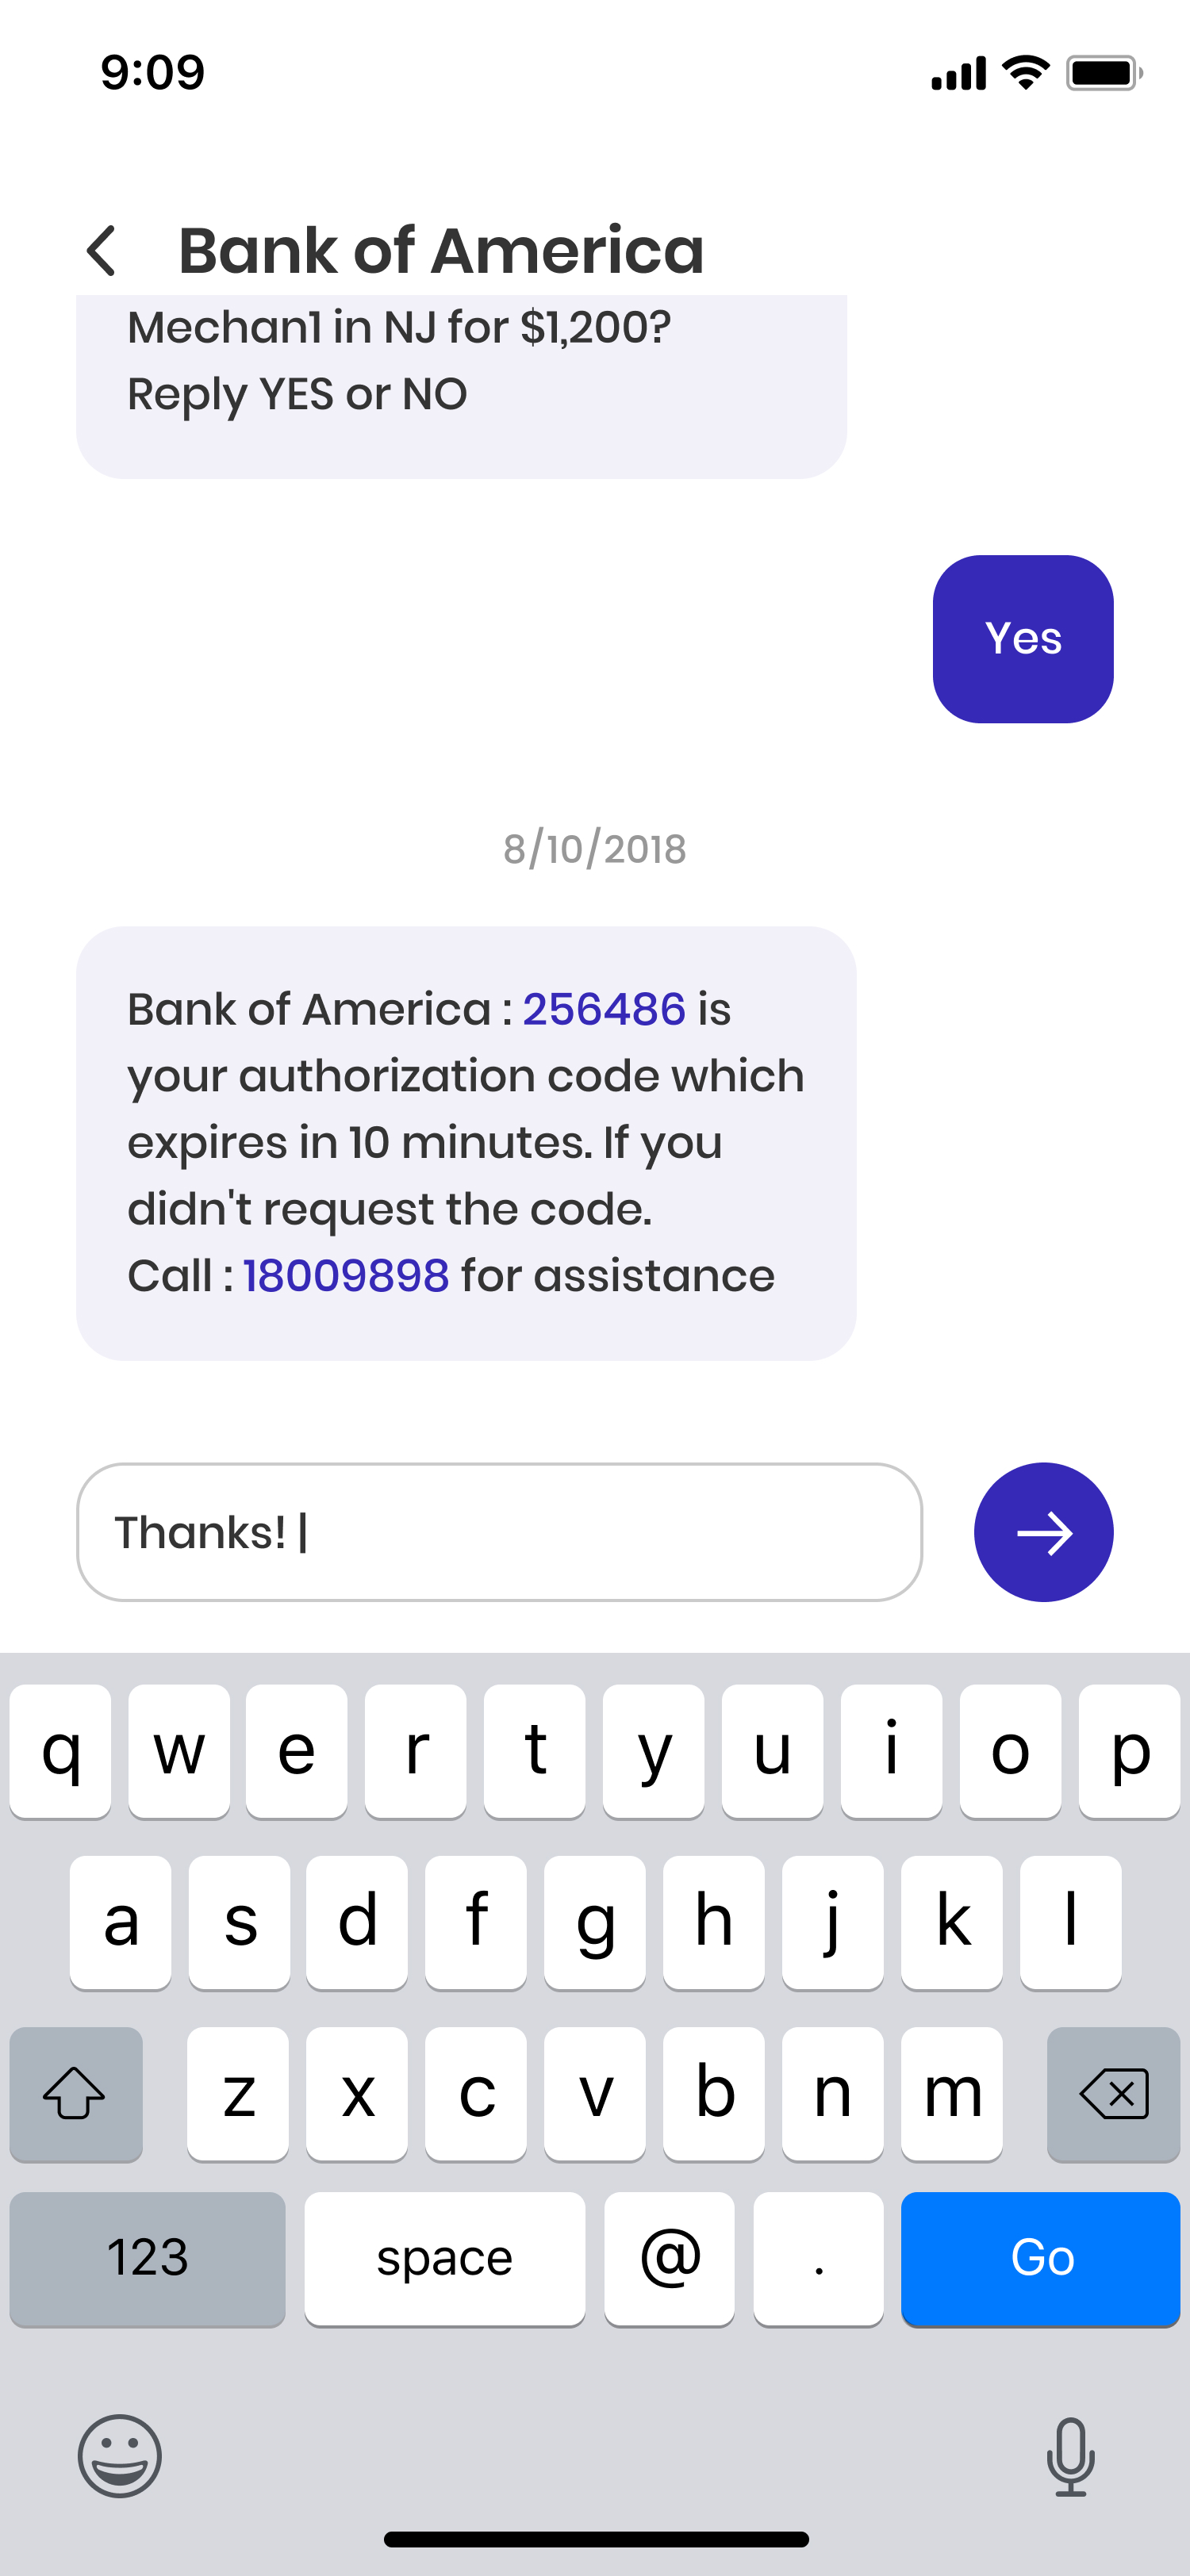 9:09
Bank of America
Mechan1 in NJ for $1,200?
Reply YES or NO
Yes
8/10/2018
Bank of America : 256486 is
your authorization code which
expires in 10 minutes. If you
didn't request the code.
Call : 18009898 for assistance
Thanks!
q w e r t y u i o p
a s d f g h j k l
z x c v b n m
123 space @ . Go